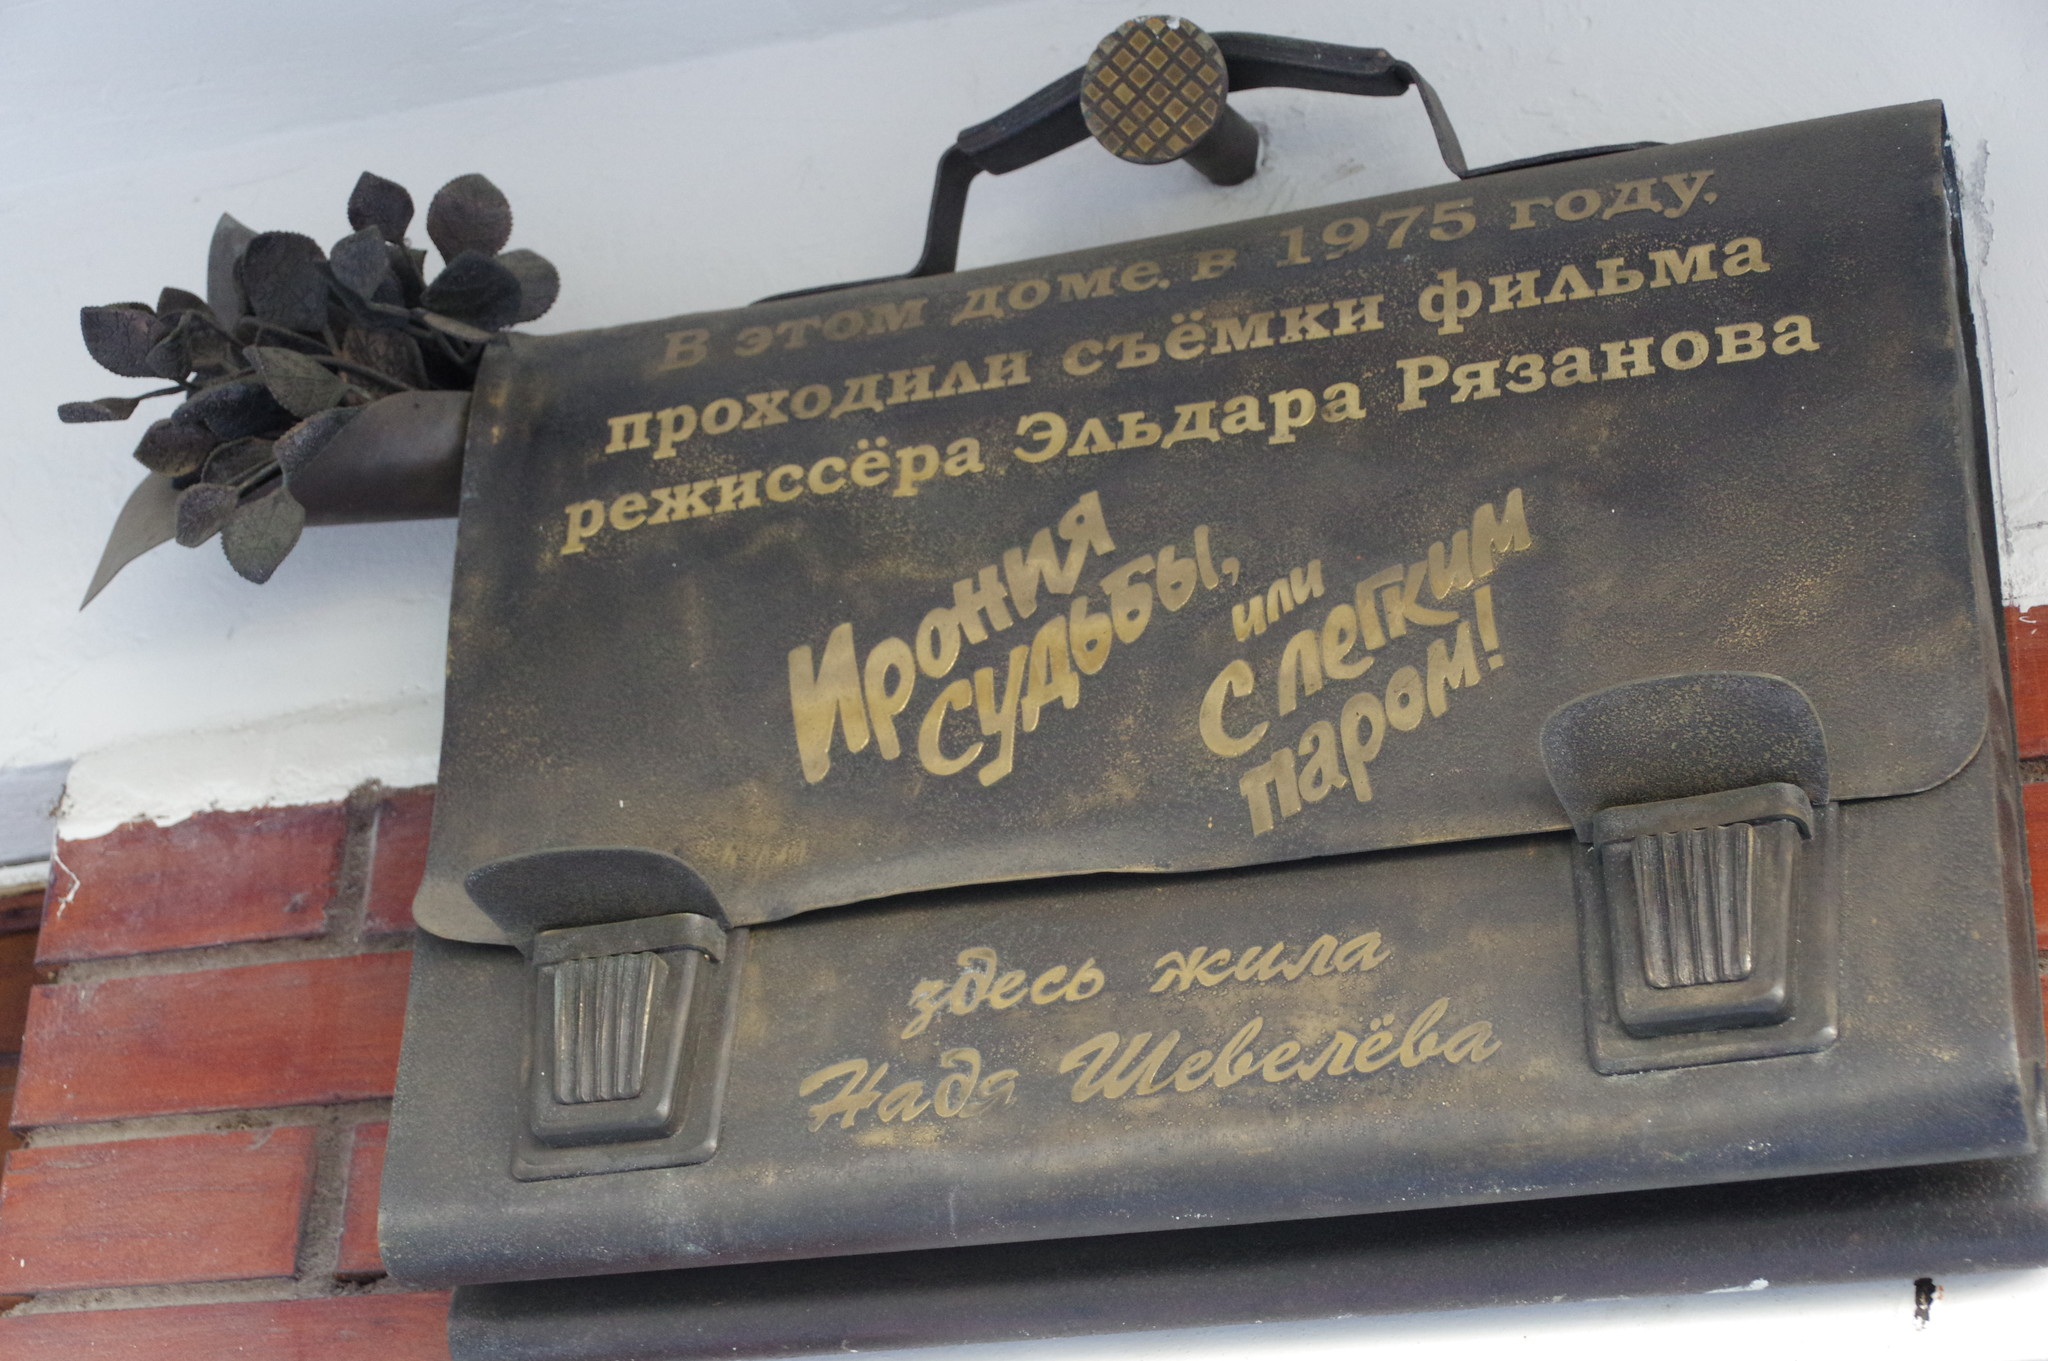 В этом доме, в 1975 году,
проходили съёмки фильма
режиссёра Эльдара Рязанова
Ирония
судьбы,
или
С легким
паром!
здесь жила
Надя Шевелёва